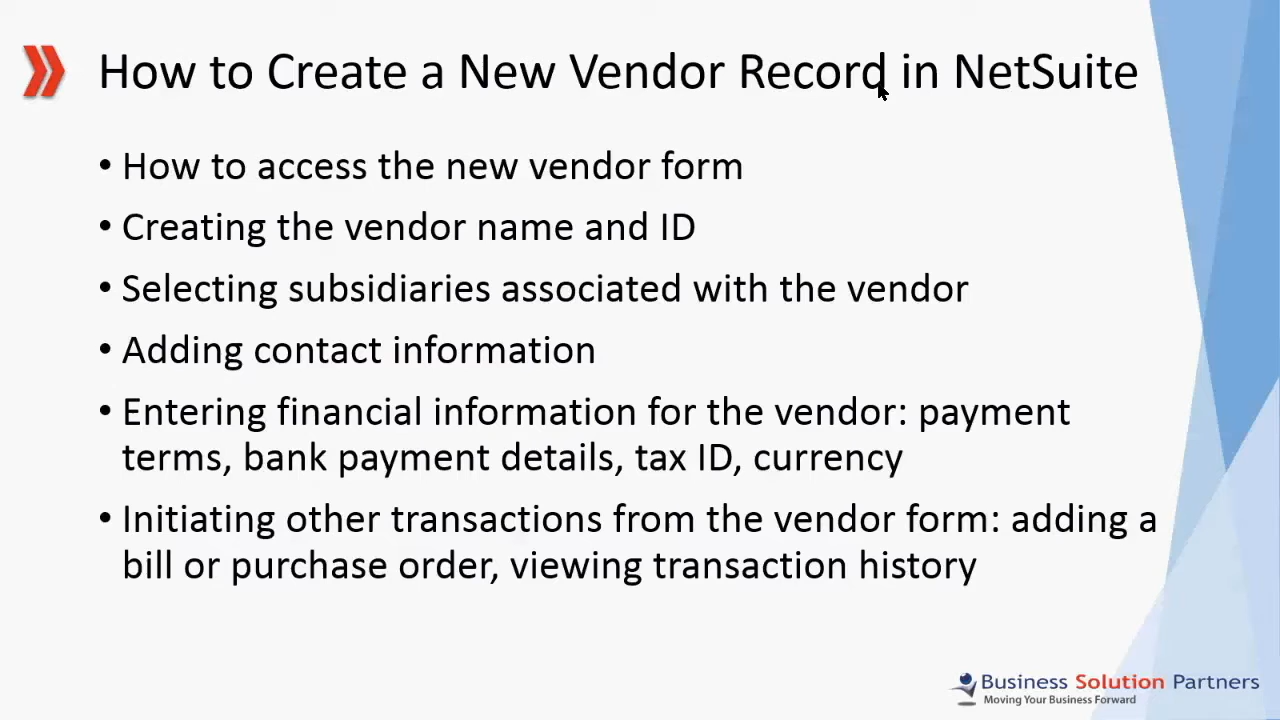 How to Create a New Vendor Record in NetSuite
• How to access the new vendor form
• Creating the vendor name and ID
• Selecting subsidiaries associated with the vendor
• Adding contact information
• Entering financial information for the vendor: payment
terms, bank payment details, tax ID, currency
• Initiating other transactions from the vendor form: adding a
bill or purchase order, viewing transaction history
Business Solution Partners
Moving Your Business Forward